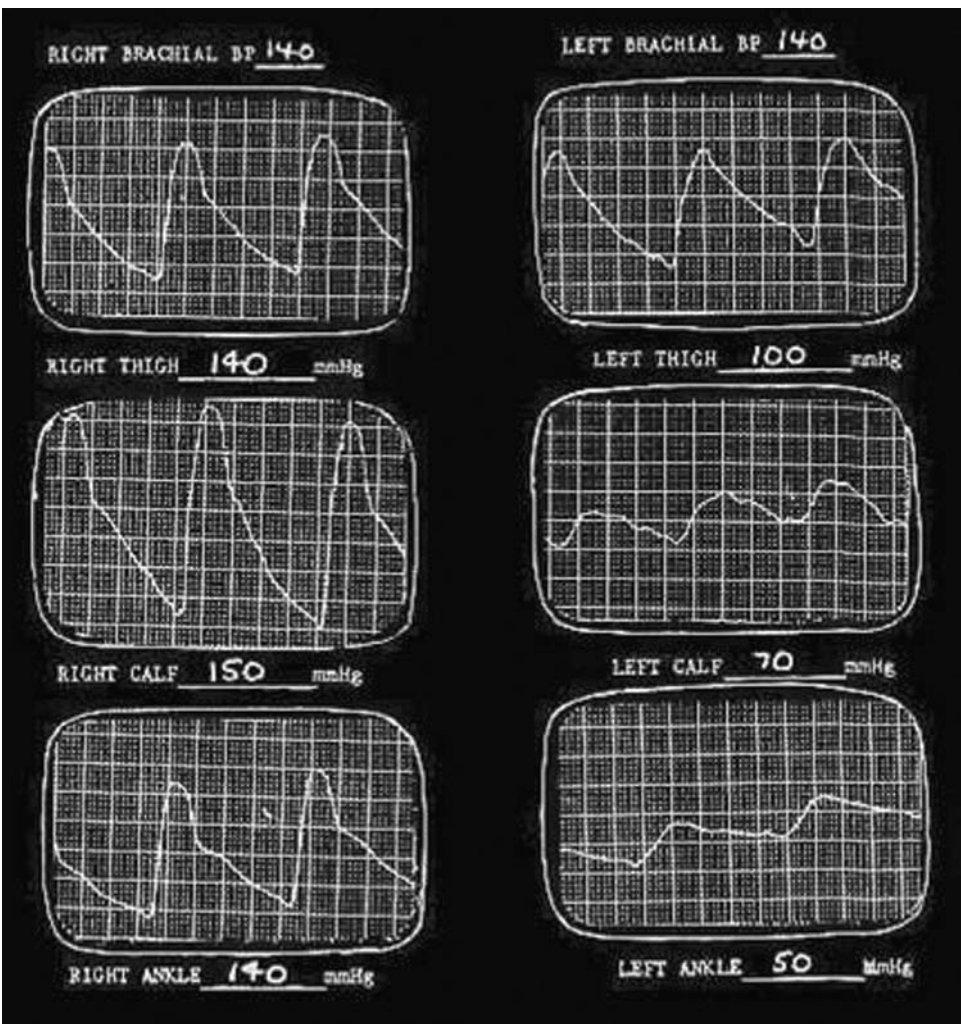 RIGHT BRACHIAL BP 140
LEFT BRACHIAL BP 140
RIGHT THIGH 140 mmHg
LEFT THIGH 100 mmHg
RIGHT CALF 150 mmHg
LEFT CALF 70 mmHg
RIGHT ANKLE 140 mmHg
LEFT ANKLE 50 mmHg